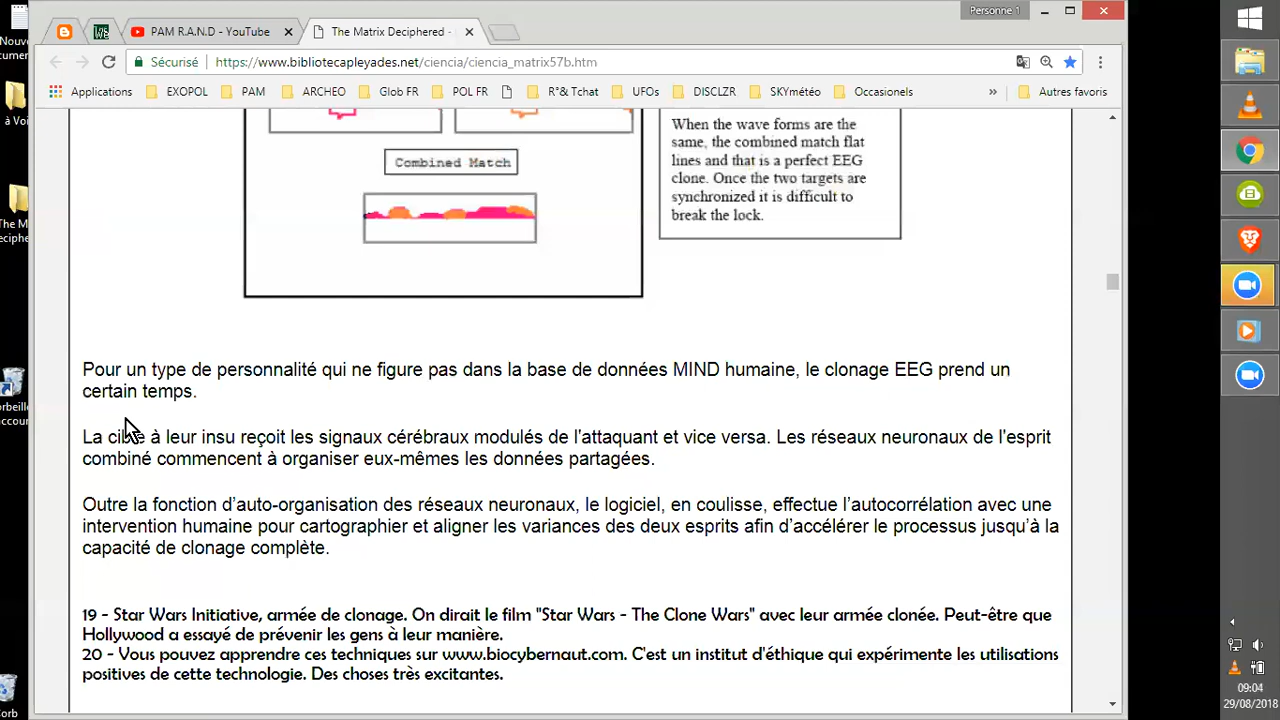 Personne 1
PAM R.A.N.D - YouTube
The Matrix Deciphered -
Sécurisé
https://www.bibliotecapleyades.net/ciencia/ciencia_matrix57b.htm
Applications EXOPOL PAM ARCHEO Glob FR POL FR R°& Tchat UFOs DISCLZR SKYmétéo Occasionels » Autres favoris
Nouve
cumer
à Voi
The M
eciphe
orbeille
accour
Corb
When the wave forms are the
same, the combined match flat
lines and that is a perfect EEG
clone. Once the two targets are
synchronized it is difficult to
break the lock.
Combined Match
Pour un type de personnalité qui ne figure pas dans la base de données MIND humaine, le clonage EEG prend un
certain temps.
La cible à leur insu reçoit les signaux cérébraux modulés de l'attaquant et vice versa. Les réseaux neuronaux de l'esprit
combiné commencent à organiser eux-mêmes les données partagées.
Outre la fonction d'auto-organisation des réseaux neuronaux, le logiciel, en coulisse, effectue l'autocorrélation avec une
intervention humaine pour cartographier et aligner les variances des deux esprits afin d'accélérer le processus jusqu'à la
capacité de clonage complète.
19 - Star Wars Initiative, armée de clonage. On dirait le film "Star Wars - The Clone Wars" avec leur armée clonée. Peut-être que
Hollywood a essayé de prévenir les gens à leur manière.
20 - Vous pouvez apprendre ces techniques sur www.biocybernaut.com. C'est un institut d'éthique qui expérimente les utilisations
positives de cette technologie. Des choses très excitantes.
09:04
29/08/2018